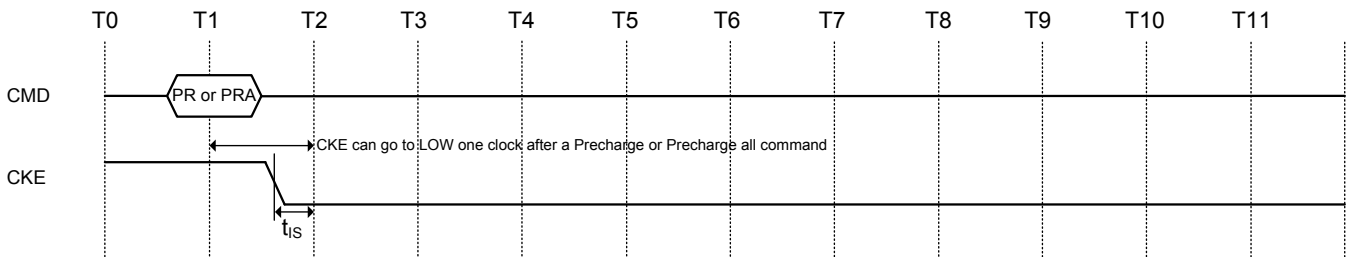 T0 T1 T2 T3 T4 T5 T6 T7 T8 T9 T10 T11
CMD
PR or PRA
CKE can go to LOW one clock after a Precharge or Precharge all command
CKE
tIS